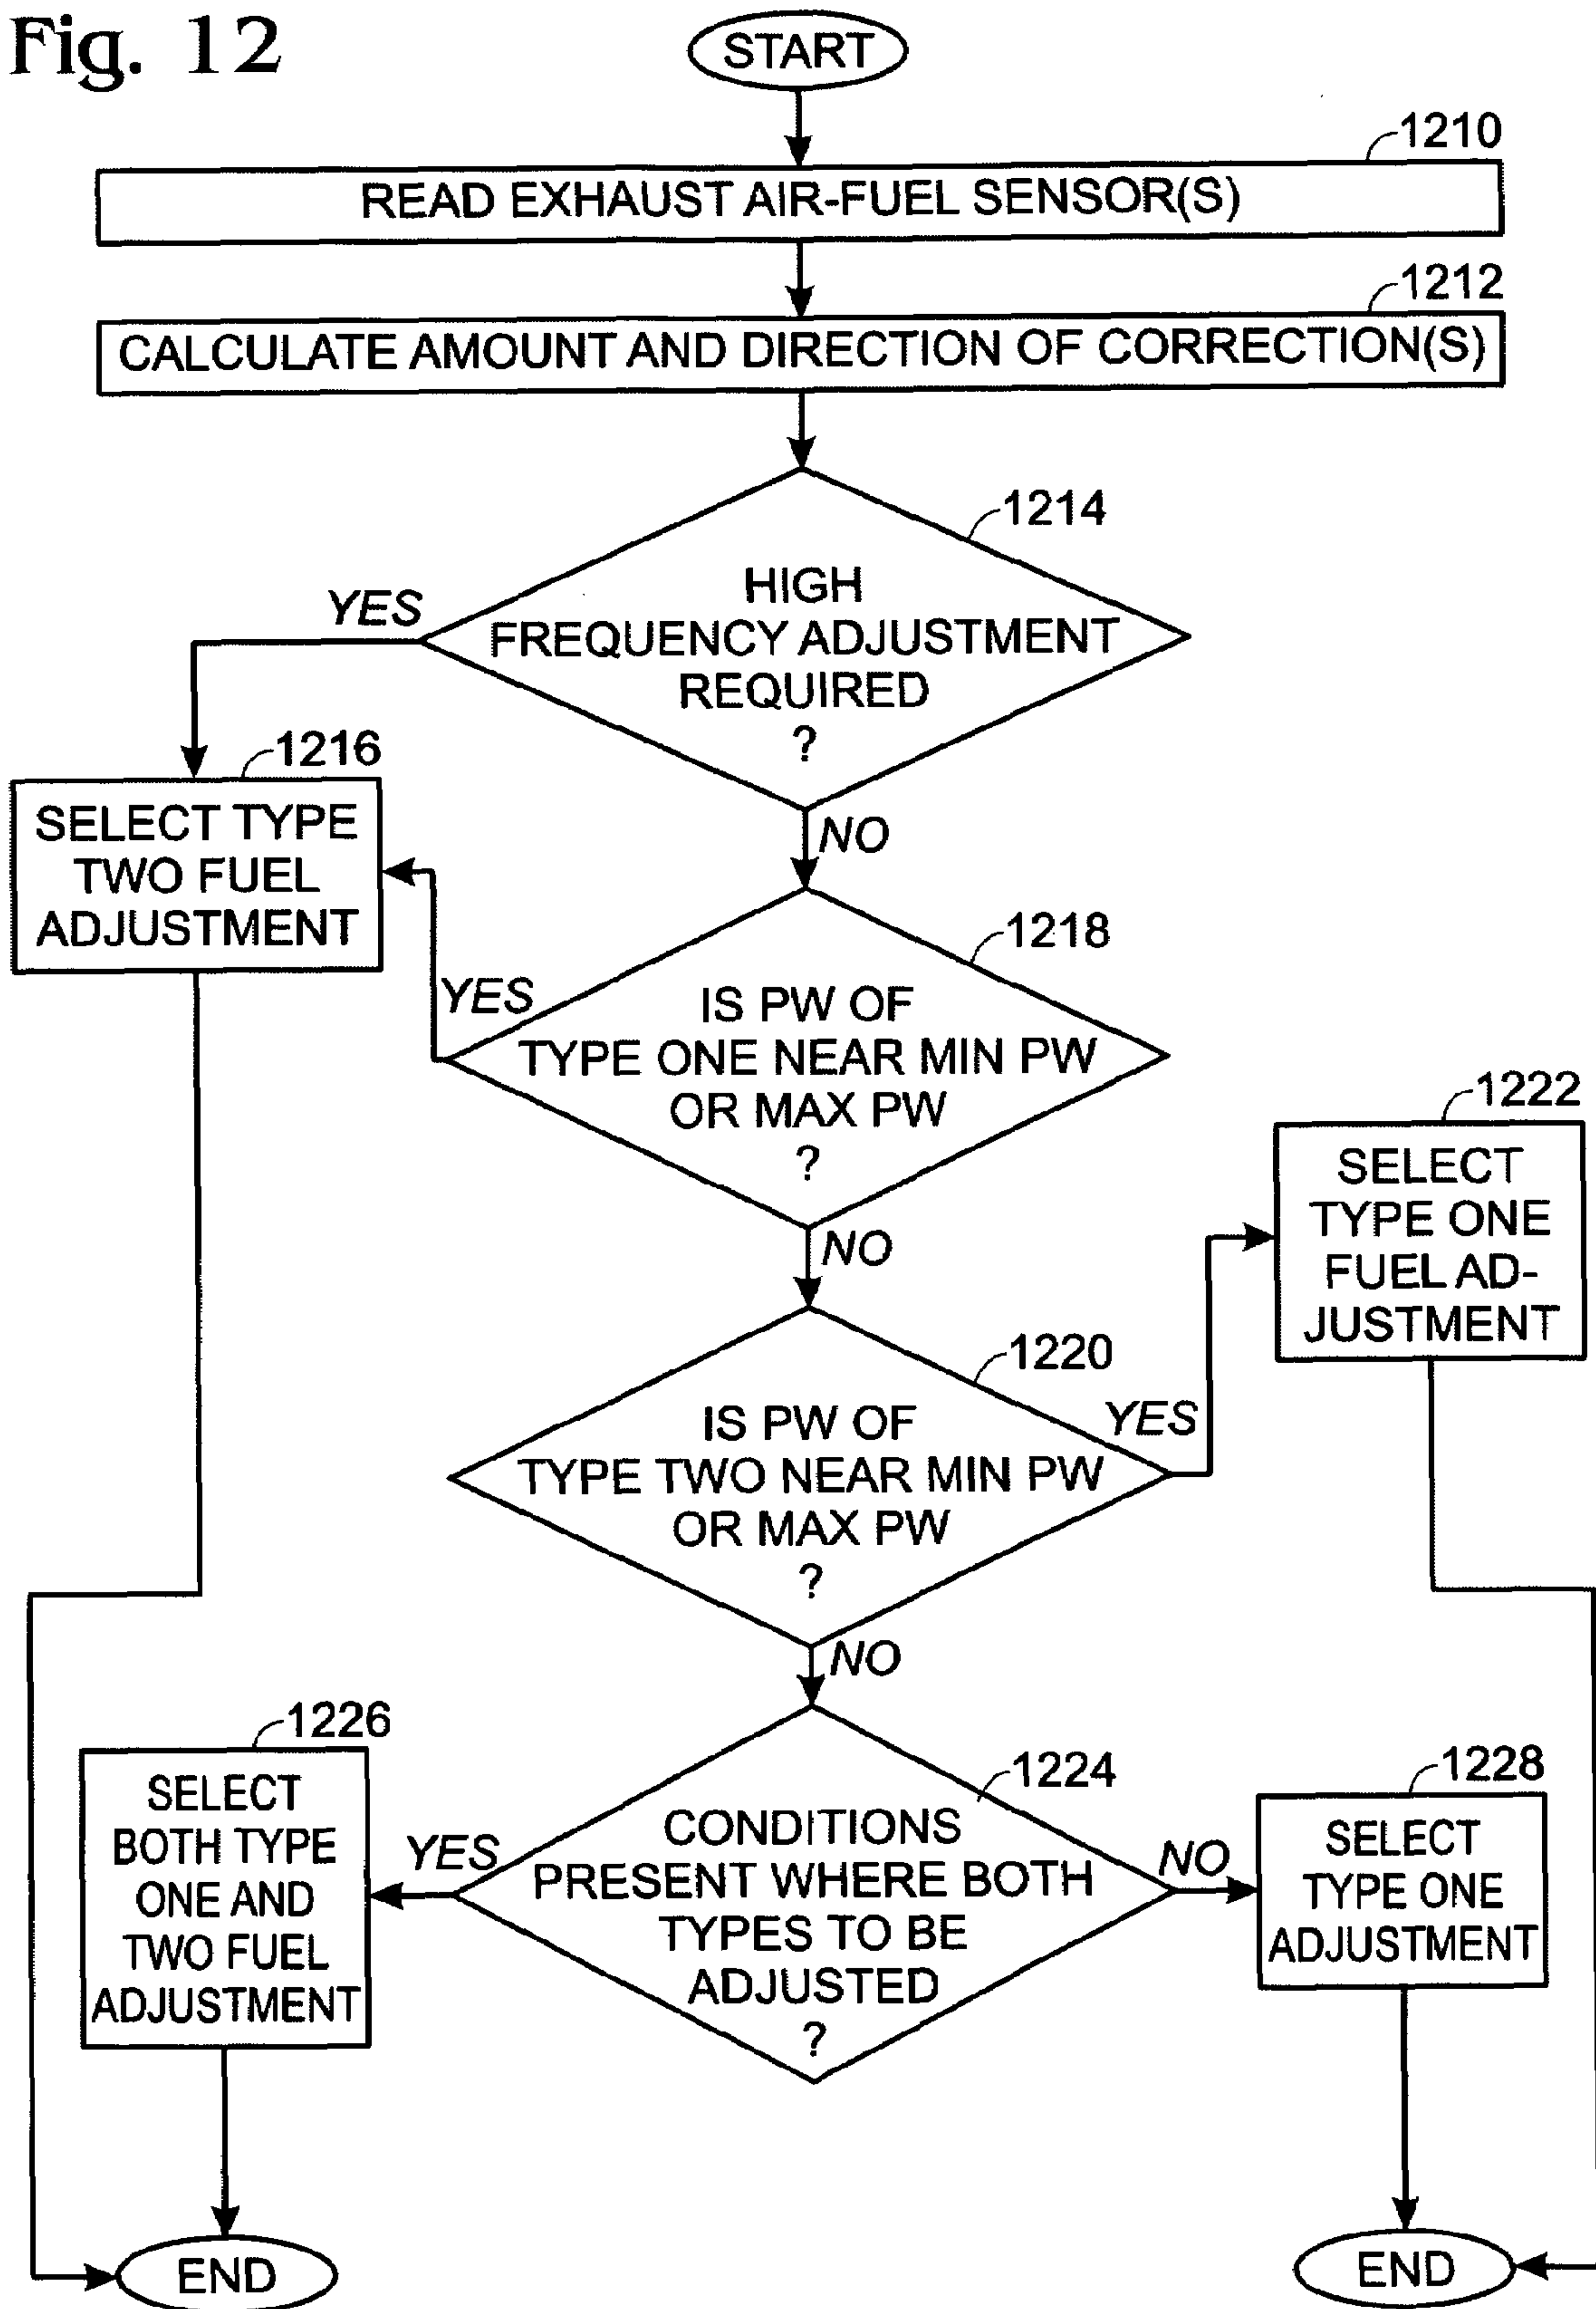 Fig. 12
START
1210
READ EXHAUST AIR-FUEL SENSOR(S)
1212
CALCULATE AMOUNT AND DIRECTION OF CORRECTION(S)
1214
HIGH
FREQUENCY ADJUSTMENT
REQUIRED
?
YES
NO
1216
SELECT TYPE
TWO FUEL
ADJUSTMENT
1218
IS PW OF
TYPE ONE NEAR MIN PW
OR MAX PW
?
YES
NO
1222
SELECT
TYPE ONE
FUEL AD-
JUSTMENT
1220
IS PW OF
TYPE TWO NEAR MIN PW
OR MAX PW
?
YES
NO
1226
SELECT
BOTH TYPE
ONE AND
TWO FUEL
ADJUSTMENT
1224
CONDITIONS
PRESENT WHERE BOTH
TYPES TO BE
ADJUSTED
?
YES
NO
1228
SELECT
TYPE ONE
ADJUSTMENT
END
END